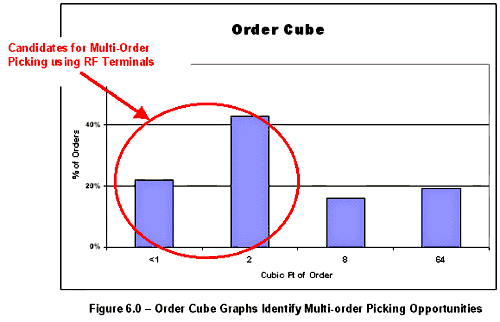 Order Cube
Candidates for Multi-Order
Picking using RF Terminals
% of Orders
40%
20%
0%
<1
2
8
64
Cubic Ft of Order
Figure 6.0 – Order Cube Graphs Identify Multi-order Picking Opportunities